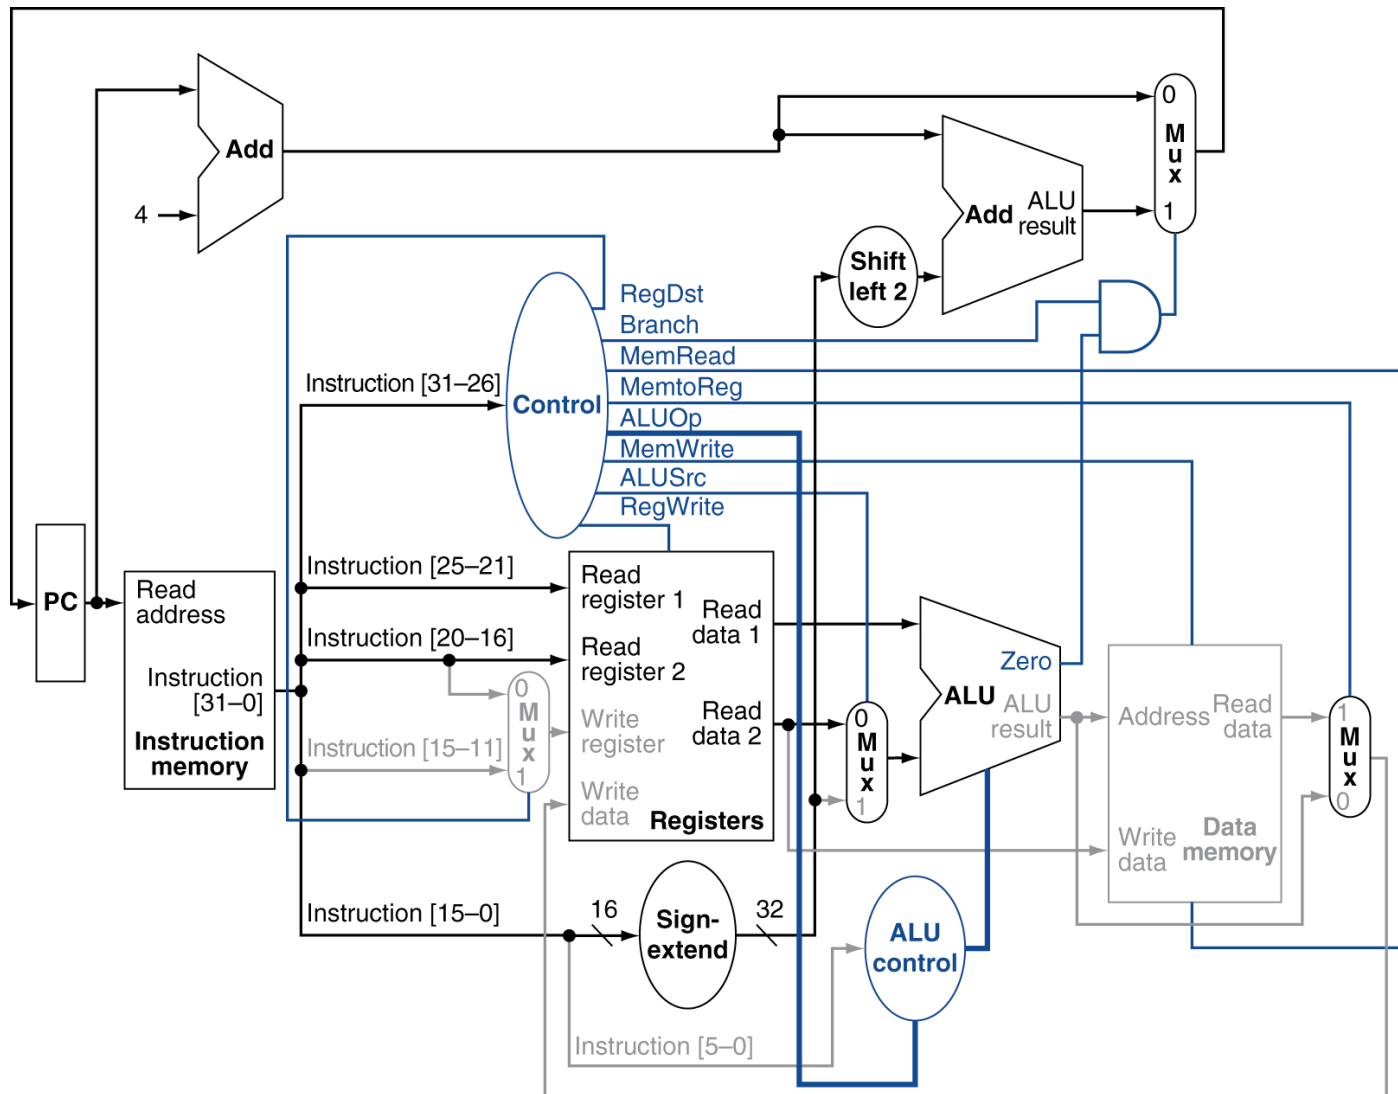 0
M
u
x
1
Add
ALU
result
Add
4
Shift
left 2
RegDst
Branch
MemRead
MemtoReg
ALUOp
MemWrite
ALUSrc
RegWrite
Instruction [31–26]
Control
PC
Read
address
Instruction
[31–0]
Instruction
memory
Instruction [25–21]
Instruction [20–16]
Instruction [15–11]
0
M
u
x
1
Read
register 1
Read
register 2
Write
register
Write
data
Read
data 1
Read
data 2
Registers
0
M
u
x
1
Zero
ALU
ALU
result
Address
Read
data
Write
data
Data
memory
1
M
u
x
0
Instruction [15–0]
16
Sign-
extend
32
ALU
control
Instruction [5–0]